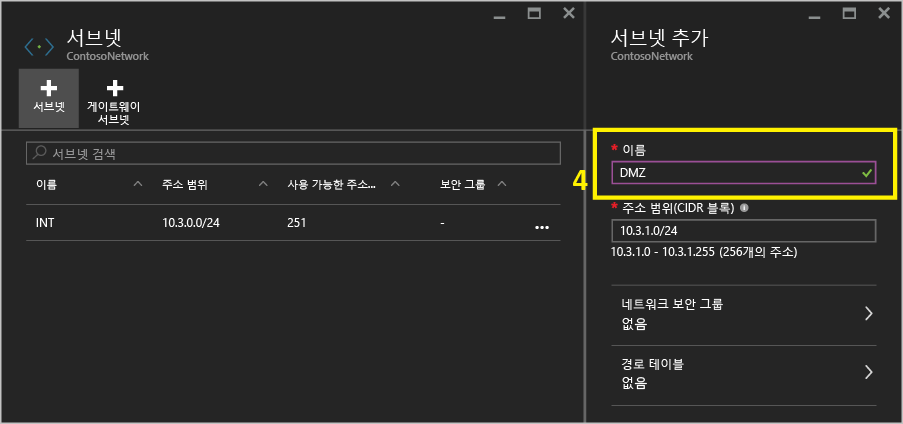 서브넷
ContosoNetwork
서브넷
게이트웨이
서브넷
서브넷 검색
이름 주소 범위 사용 가능한 주소... 보안 그룹
INT 10.3.0.0/24 251 - ...
서브넷 추가
ContosoNetwork
4
* 이름
DMZ
* 주소 범위(CIDR 블록)
10.3.1.0/24
10.3.1.0 - 10.3.1.255 (256개의 주소)
네트워크 보안 그룹
없음
경로 테이블
없음